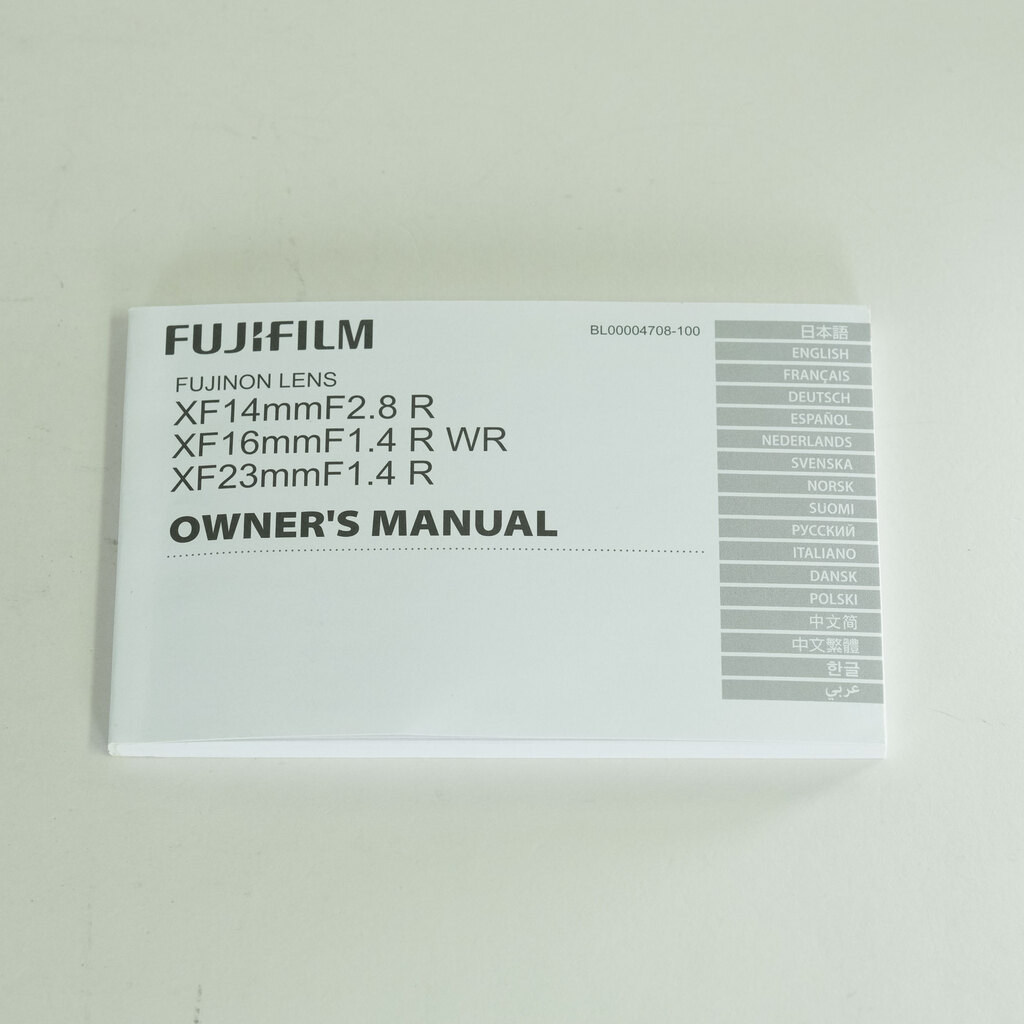 FUJIFILM
BL00004708-100
FUJINON LENS
XF14mmF2.8 R
XF16mmF1.4 R WR
XF23mmF1.4 R
OWNER'S MANUAL
日本語
ENGLISH
FRANÇAIS
DEUTSCH
ESPAÑOL
NEDERLANDS
SVENSKA
NORSK
SUOMI
РУССКИЙ
ITALIANO
DANSK
POLSKI
中文简
中文繁體
한글
عربي